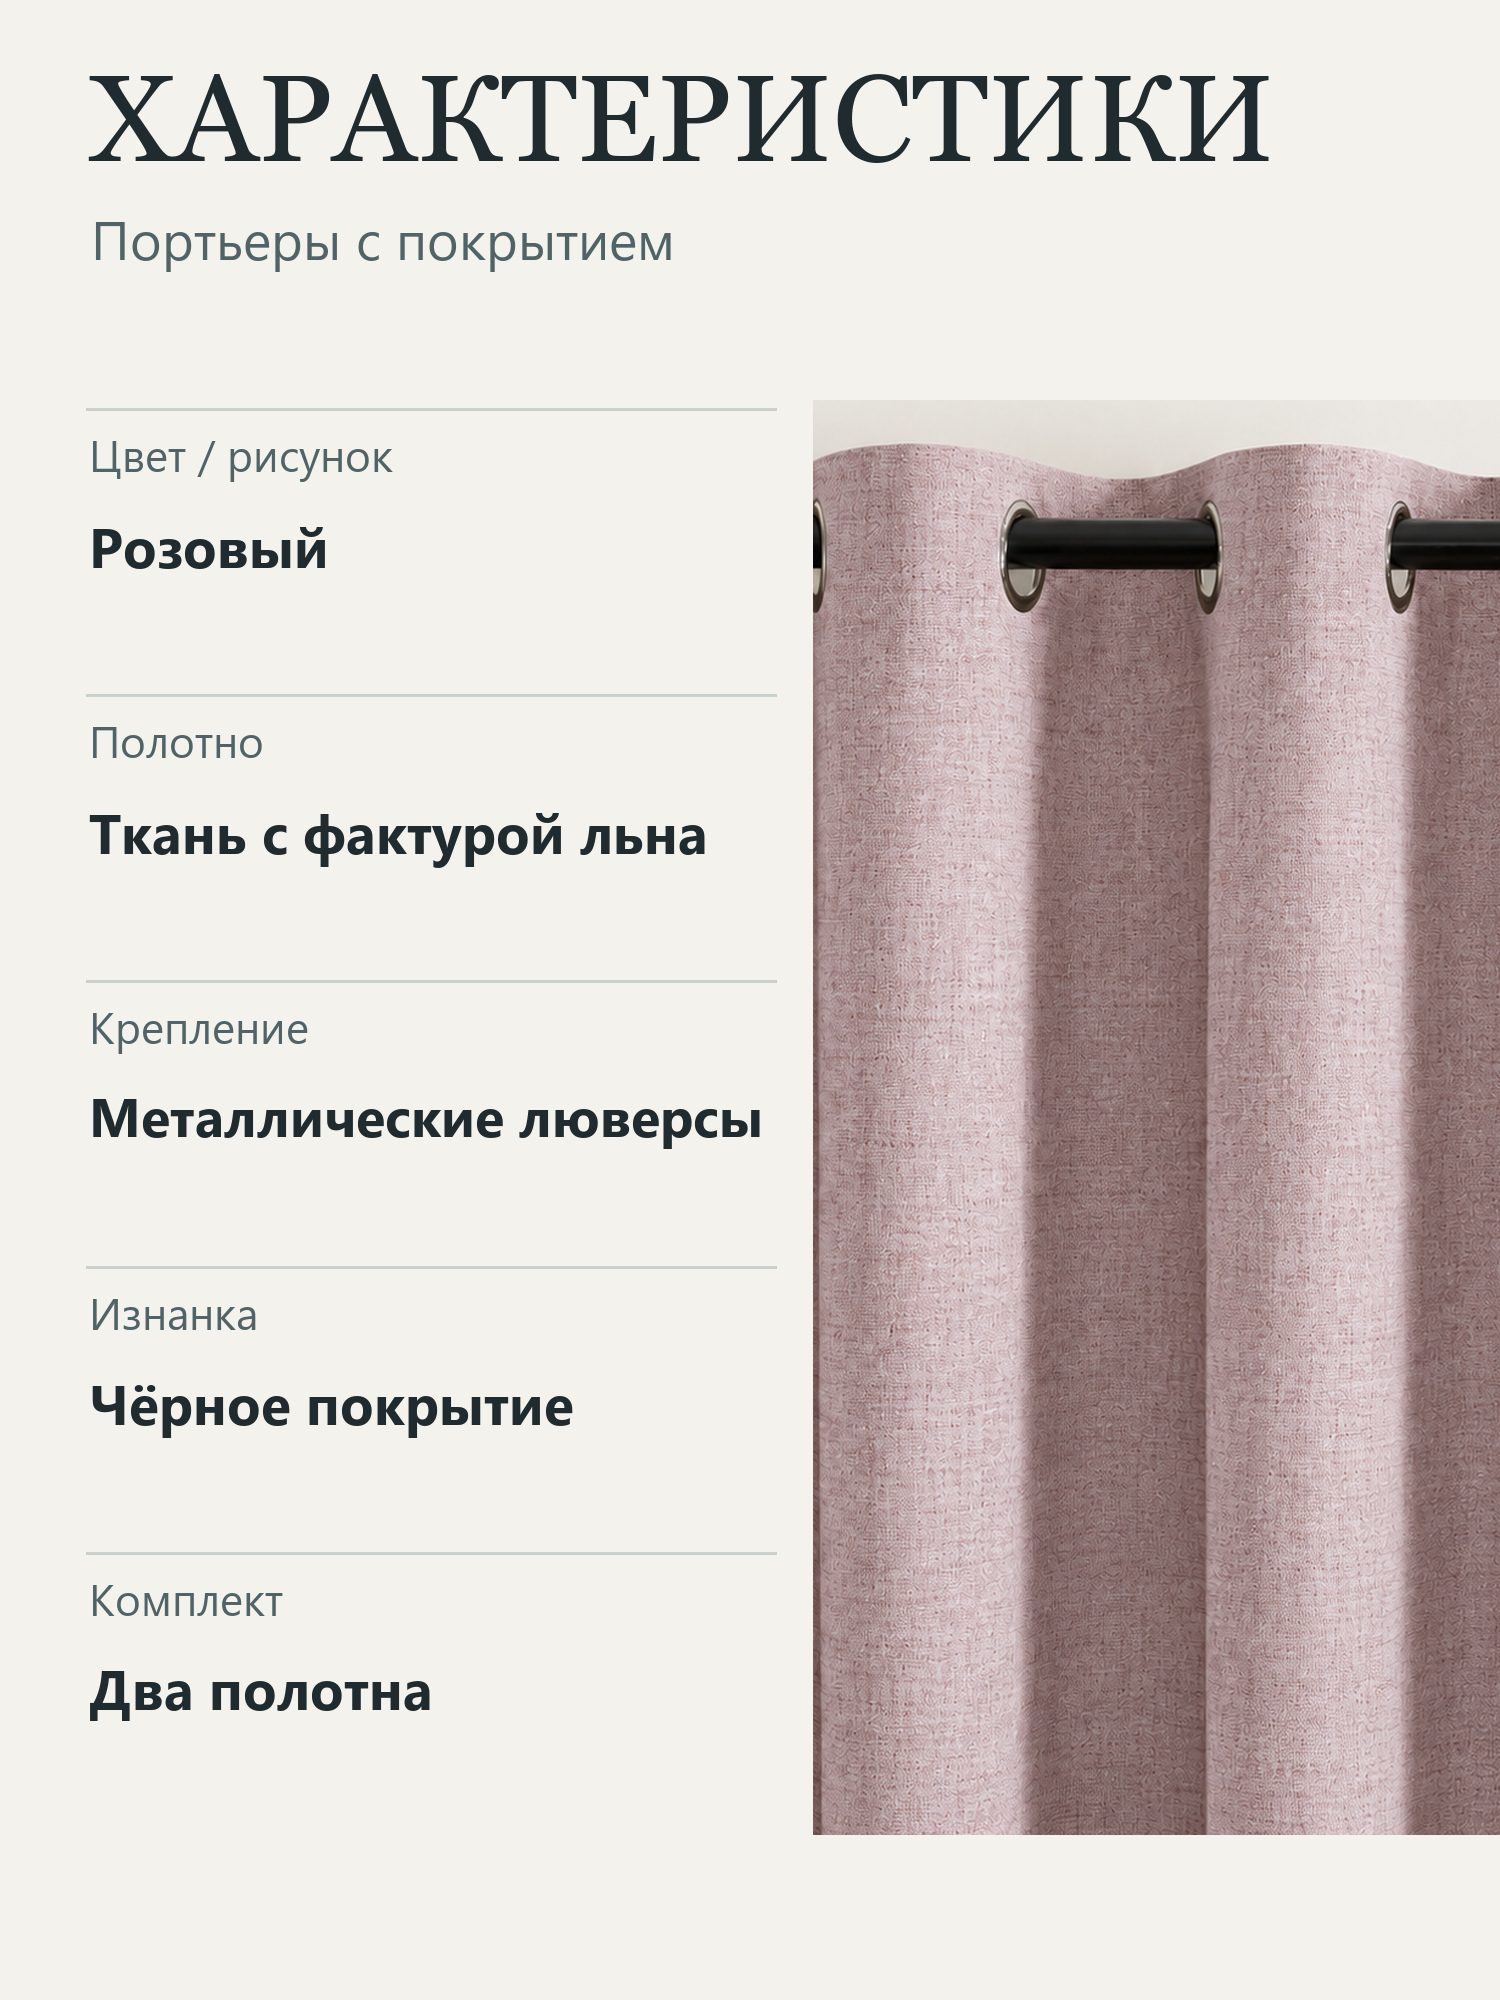 ХАРАКТЕРИСТИКИ
Портьеры с покрытием
Цвет / рисунок
Розовый
Полотно
Ткань с фактурой льна
Крепление
Металлические люверсы
Изнанка
Чёрное покрытие
Комплект
Два полотна